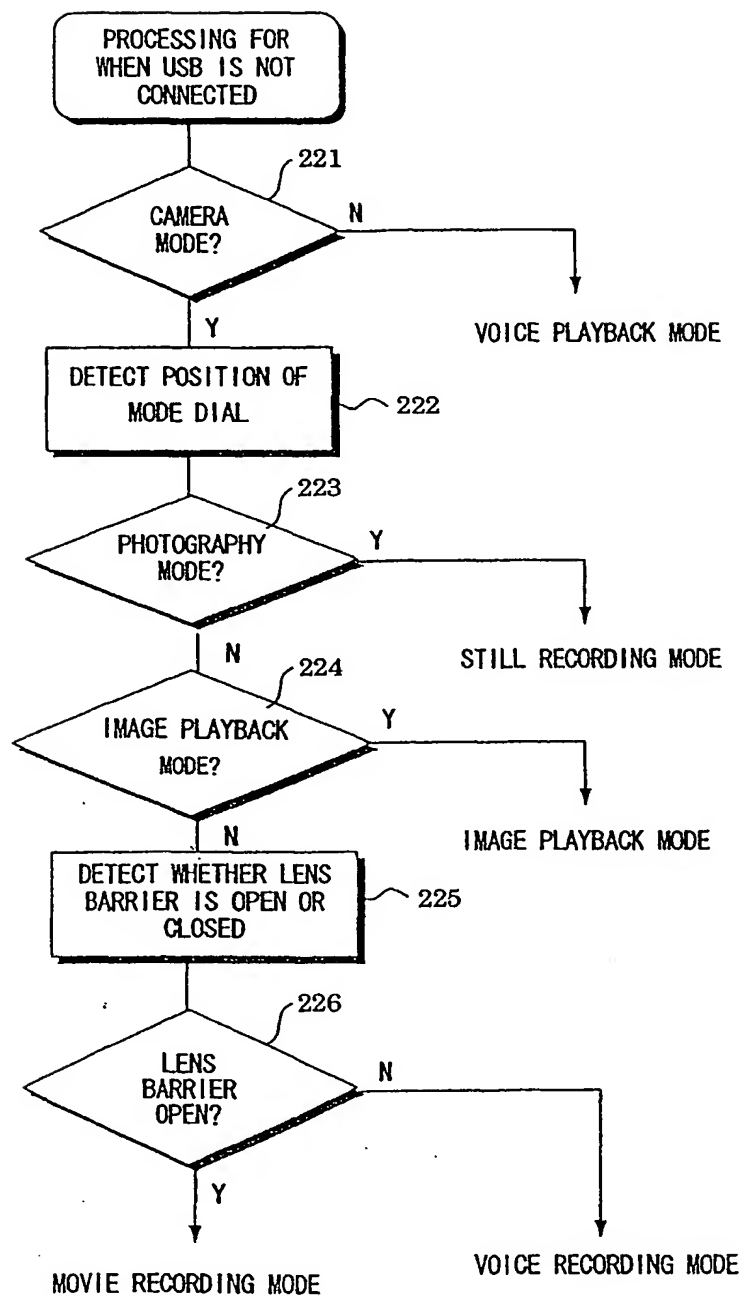 PROCESSING FOR
WHEN USB IS NOT
CONNECTED
221
CAMERA
MODE?
N
Y
VOICE PLAYBACK MODE
DETECT POSITION OF
MODE DIAL
222
223
PHOTOGRAPHY
MODE?
Y
N
STILL RECORDING MODE
224
IMAGE PLAYBACK
MODE?
Y
N
IMAGE PLAYBACK MODE
DETECT WHETHER LENS
BARRIER IS OPEN OR
CLOSED
225
226
LENS
BARRIER
OPEN?
N
Y
VOICE RECORDING MODE
MOVIE RECORDING MODE